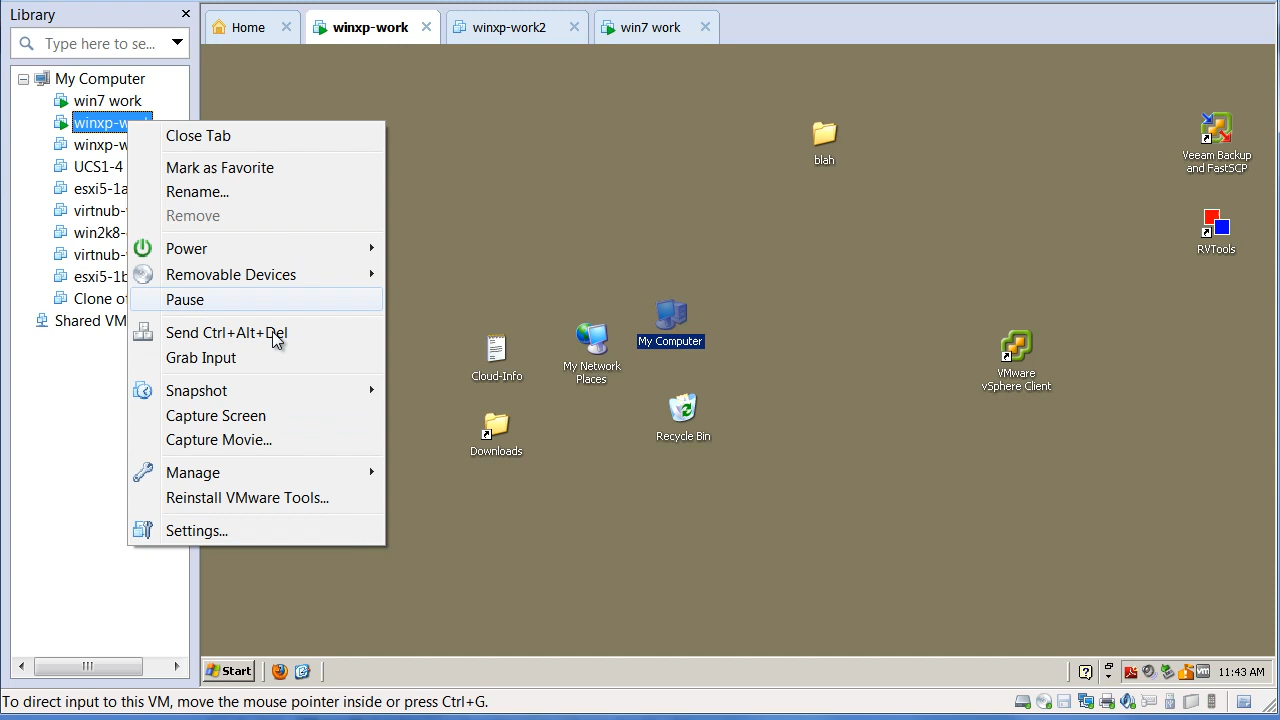 Library
Type here to se...
My Computer
win7 work
winxp-w
winxp-w
UCS1-4
esxi5-1a
virtnub-
win2k8-
virtnub-
esxi5-1b
Clone of
Shared VM
Close Tab
Mark as Favorite
Rename...
Remove
Power
Removable Devices
Pause
Send Ctrl+Alt+Del
Grab Input
Snapshot
Capture Screen
Capture Movie...
Manage
Reinstall VMware Tools...
Settings...
Home
winxp-work
winxp-work2
win7 work
blah
Veeam Backup
and FastSCP
RVTools
My Computer
My Network
Places
Cloud-Info
VMware
vSphere Client
Recycle Bin
Downloads
Start
11:43 AM
To direct input to this VM, move the mouse pointer inside or press Ctrl+G.